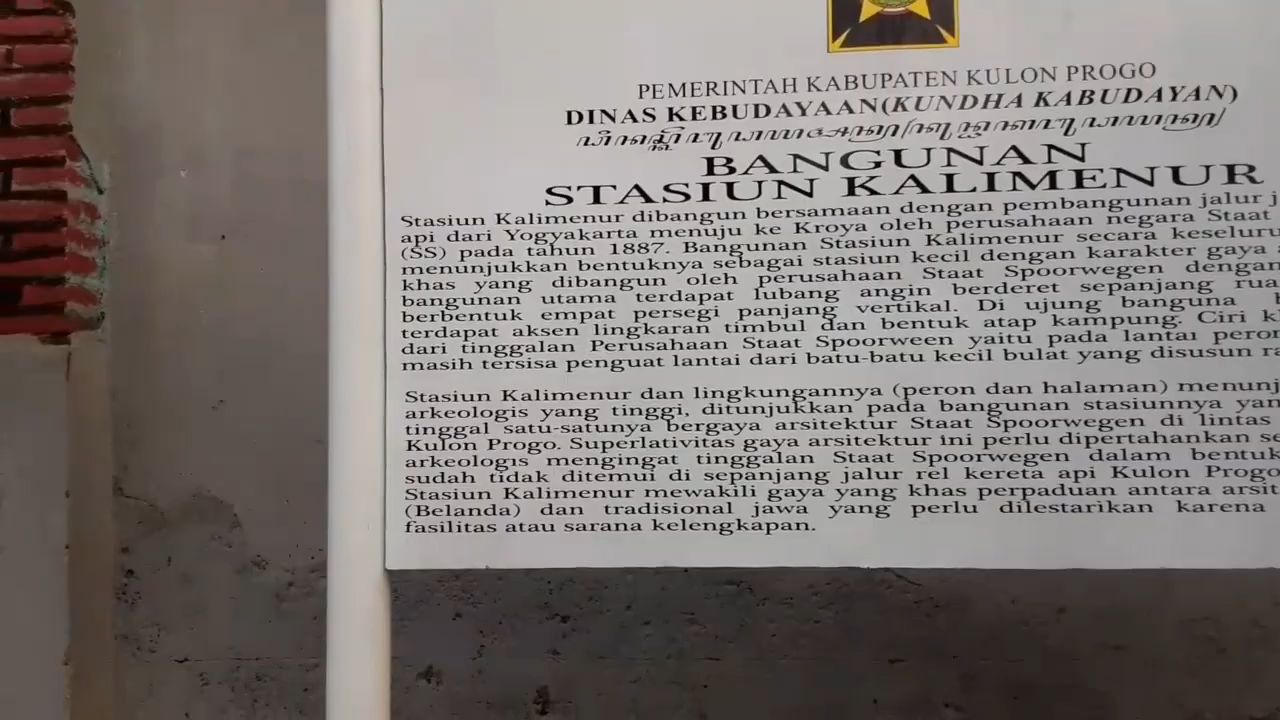 PEMERINTAH KABUPATEN KULON PROGO
DINAS KEBUDAYAAN(KUNDHA KABUDAYAN)
BANGUNAN
STASIUN KALIMENUR
Stasiun Kalimenur dibangun bersamaan dengan pembangunan jalur
api dari Yogyakarta menuju ke Kroya oleh perusahaan negara Staat
(SS) pada tahun 1887. Bangunan Stasiun Kalimenur secara
menunjukkan bentuknya sebagai stasiun kecil dengan karakter gaya
khas yang dibangun oleh perusahaan Staat Spoorwegen dengan
bangunan utama terdapat lubang angin berderet sepanjang
berbentuk empat persegi panjang vertikal. Di ujung banguna
terdapat aksen lingkaran timbul dan bentuk atap kampung. Ciri
dari tinggalan Perusahaan Staat Spoorween yaitu pada lantai
masih tersisa penguat lantai dari batu-batu kecil bulat yang disusun
Stasiun Kalimenur dan lingkungannya (peron dan halaman)
arkeologis yang tinggi, ditunjukkan pada bangunan stasiunnya
tinggal satu-satunya bergaya arsitektur Staat Spoorwegen di lintas
Kulon Progo. Superlativitas gaya arsitektur ini perlu dipertahankan
arkeologis mengingat tinggalan Staat Spoorwegen dalam
sudah tidak ditemui di sepanjang jalur rel kereta api Kulon Progo
Stasiun Kalimenur mewakili gaya yang khas perpaduan antara
(Belanda) dan tradisional jawa yang perlu dilestarikan karena
fasilitas atau sarana kelengkapan.